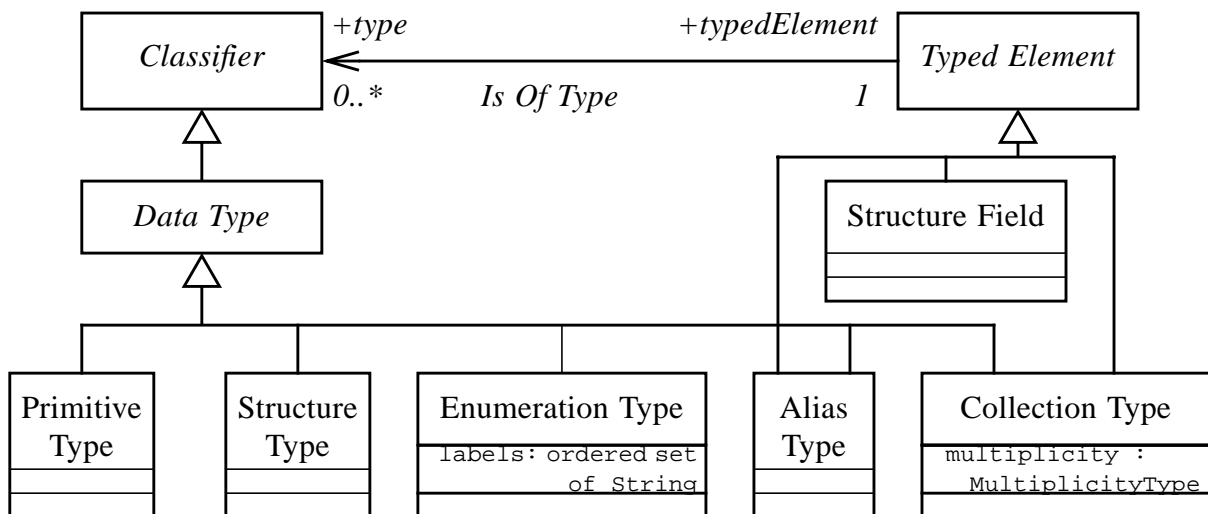 +type
+typedElement
Classifier
Typed Element
0..*
Is Of Type
1
Data Type
Structure Field
Primitive
Type
Structure
Type
Enumeration Type
labels: ordered set
of String
Alias
Type
Collection Type
multiplicity :
MultiplicityType